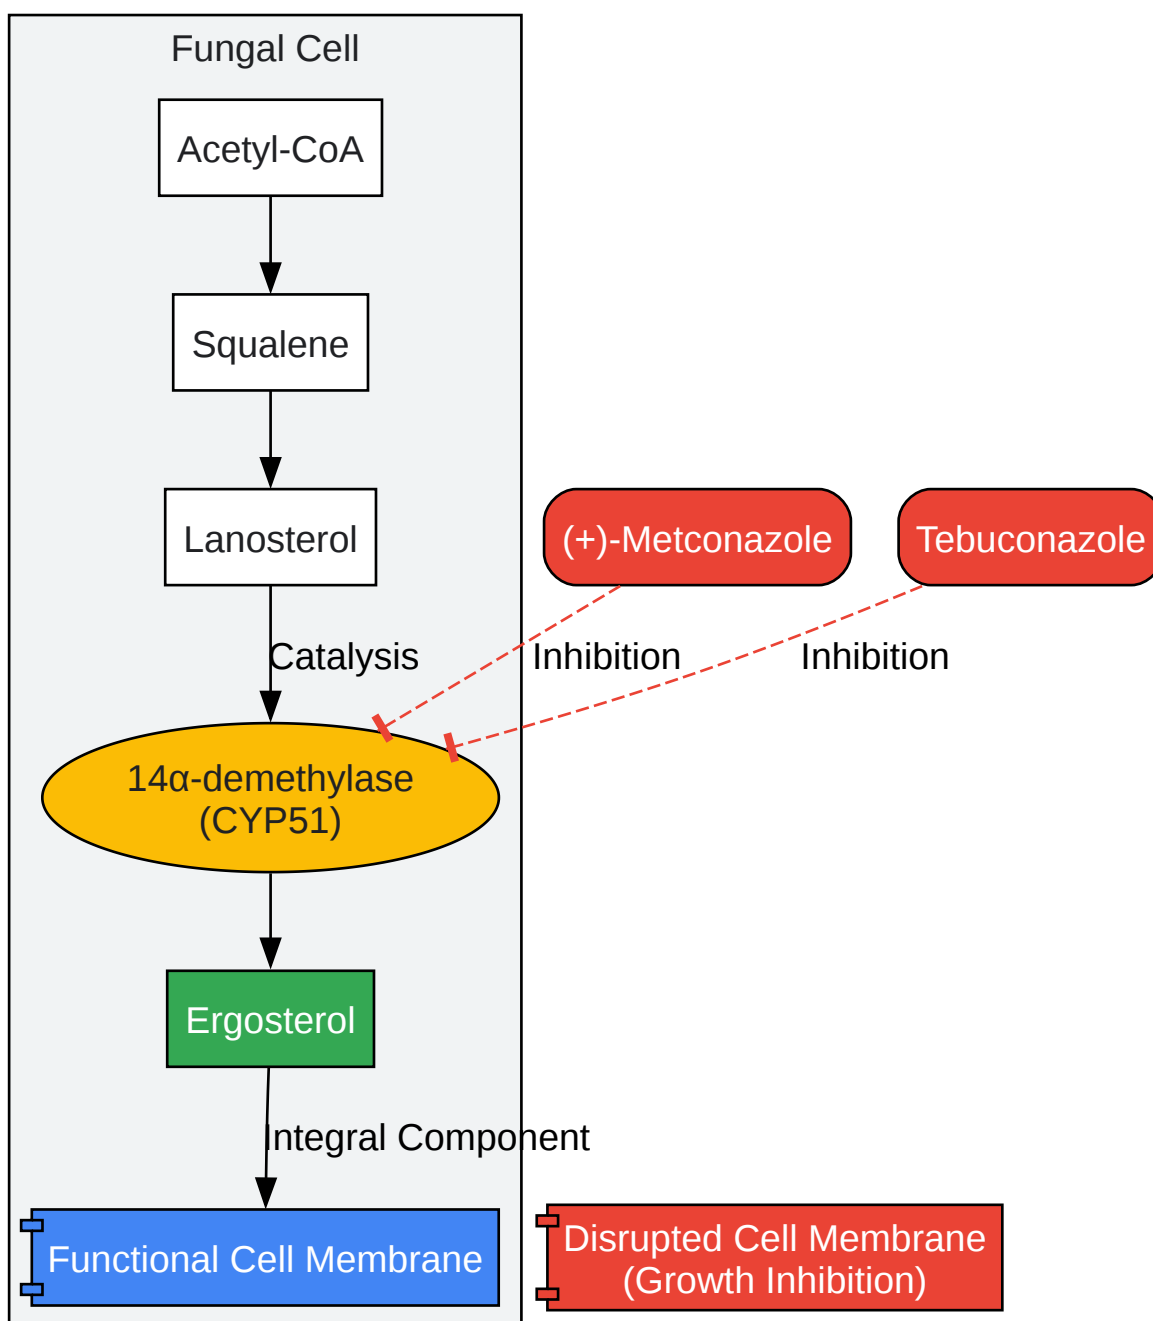 Fungal Cell
Acetyl-CoA
Squalene
Lanosterol
(+)-Metconazole
Tebuconazole
Catalysis
Inhibition
Inhibition
14α-demethylase
(CYP51)
Ergosterol
Integral Component
Functional Cell Membrane
Disrupted Cell Membrane
(Growth Inhibition)